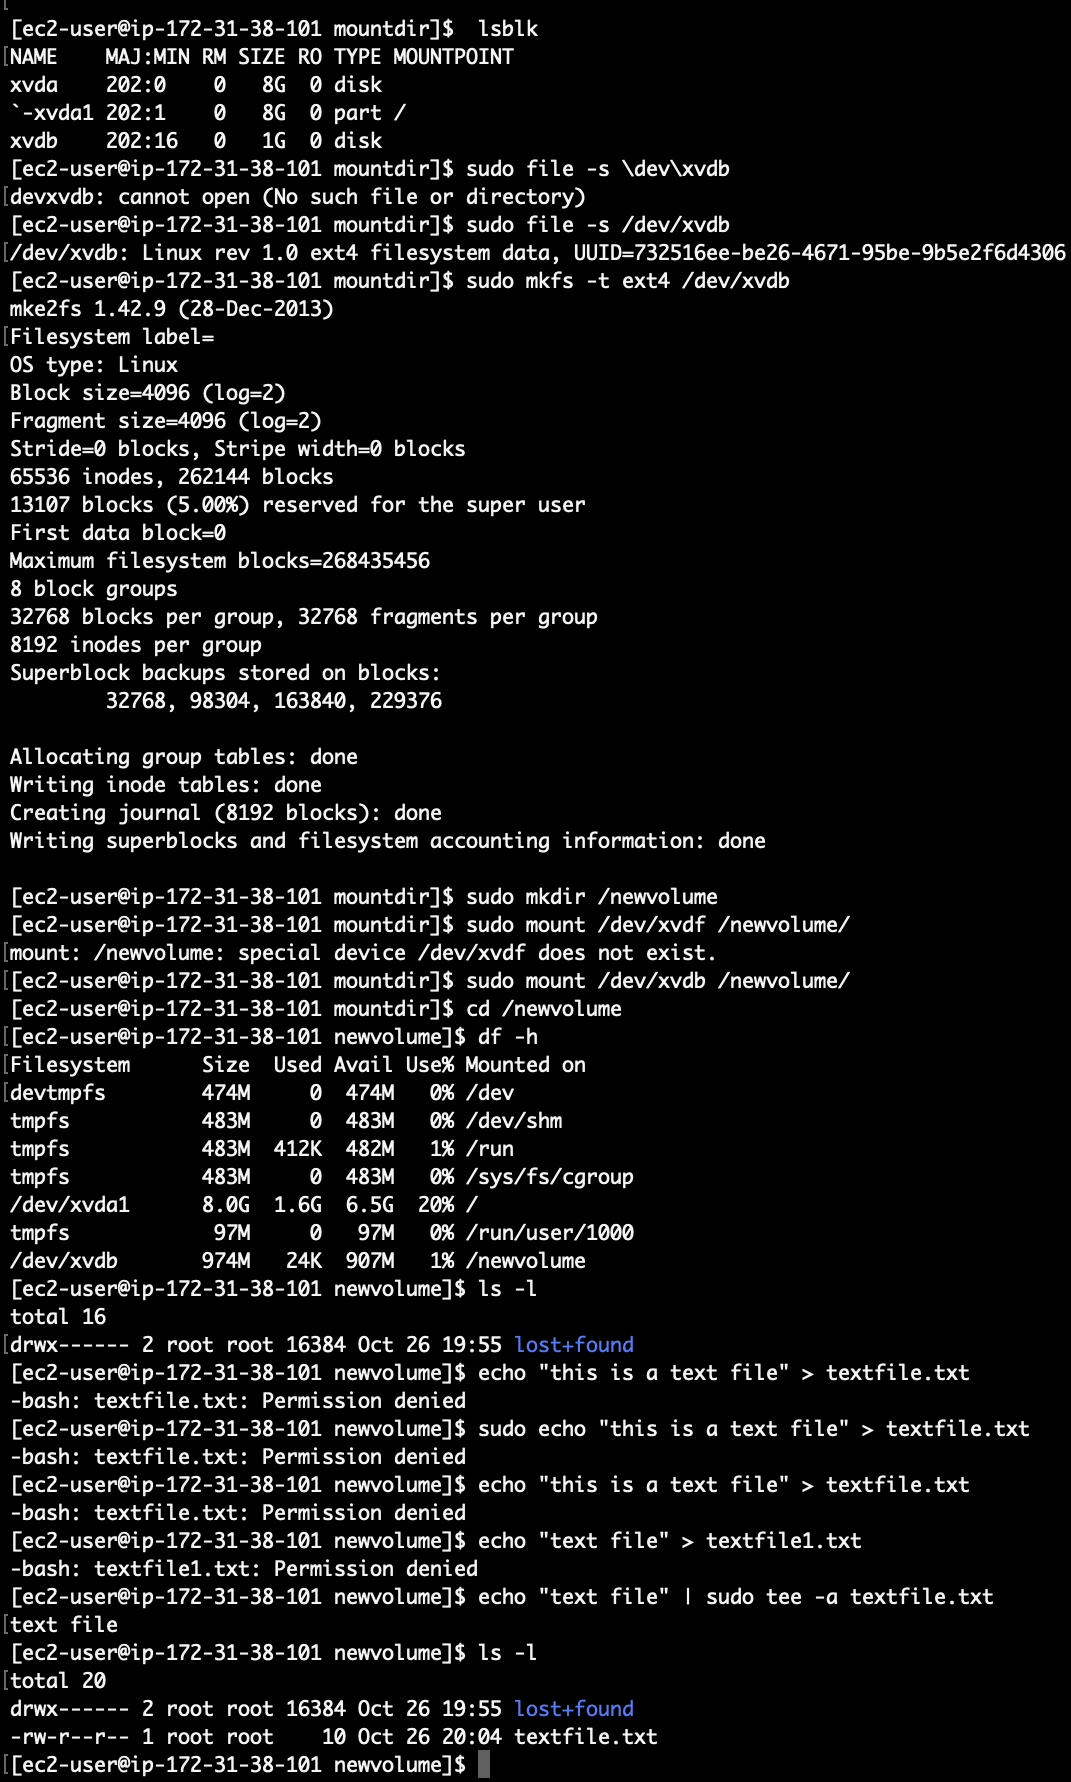 [ec2-user@ip-172-31-38-101 mountdir]$  lsblk
NAME    MAJ:MIN RM SIZE RO TYPE MOUNTPOINT
xvda    202:0    0   8G  0 disk
`-xvda1 202:1    0   8G  0 part /
xvdb    202:16   0   1G  0 disk
[ec2-user@ip-172-31-38-101 mountdir]$ sudo file -s \dev\xvdb
devxvdb: cannot open (No such file or directory)
[ec2-user@ip-172-31-38-101 mountdir]$ sudo file -s /dev/xvdb
/dev/xvdb: Linux rev 1.0 ext4 filesystem data, UUID=732516ee-be26-4671-95be-9b5e2f6d4306
[ec2-user@ip-172-31-38-101 mountdir]$ sudo mkfs -t ext4 /dev/xvdb
mke2fs 1.42.9 (28-Dec-2013)
Filesystem label=
OS type: Linux
Block size=4096 (log=2)
Fragment size=4096 (log=2)
Stride=0 blocks, Stripe width=0 blocks
65536 inodes, 262144 blocks
13107 blocks (5.00%) reserved for the super user
First data block=0
Maximum filesystem blocks=268435456
8 block groups
32768 blocks per group, 32768 fragments per group
8192 inodes per group
Superblock backups stored on blocks:
        32768, 98304, 163840, 229376

Allocating group tables: done
Writing inode tables: done
Creating journal (8192 blocks): done
Writing superblocks and filesystem accounting information: done

[ec2-user@ip-172-31-38-101 mountdir]$ sudo mkdir /newvolume
[ec2-user@ip-172-31-38-101 mountdir]$ sudo mount /dev/xvdf /newvolume/
mount: /newvolume: special device /dev/xvdf does not exist.
[ec2-user@ip-172-31-38-101 mountdir]$ sudo mount /dev/xvdb /newvolume/
[ec2-user@ip-172-31-38-101 mountdir]$ cd /newvolume
[ec2-user@ip-172-31-38-101 newvolume]$ df -h
Filesystem      Size  Used Avail Use% Mounted on
devtmpfs        474M     0  474M   0% /dev
tmpfs           483M     0  483M   0% /dev/shm
tmpfs           483M  412K  482M   1% /run
tmpfs           483M     0  483M   0% /sys/fs/cgroup
/dev/xvda1      8.0G  1.6G  6.5G  20% /
tmpfs            97M     0   97M   0% /run/user/1000
/dev/xvdb       974M   24K  907M   1% /newvolume
[ec2-user@ip-172-31-38-101 newvolume]$ ls -l
total 16
drwx------ 2 root root 16384 Oct 26 19:55 lost+found
[ec2-user@ip-172-31-38-101 newvolume]$ echo "this is a text file" > textfile.txt
-bash: textfile.txt: Permission denied
[ec2-user@ip-172-31-38-101 newvolume]$ sudo echo "this is a text file" > textfile.txt
-bash: textfile.txt: Permission denied
[ec2-user@ip-172-31-38-101 newvolume]$ echo "this is a text file" > textfile.txt
-bash: textfile.txt: Permission denied
[ec2-user@ip-172-31-38-101 newvolume]$ echo "text file" > textfile1.txt
-bash: textfile1.txt: Permission denied
[ec2-user@ip-172-31-38-101 newvolume]$ echo "text file" | sudo tee -a textfile.txt
text file
[ec2-user@ip-172-31-38-101 newvolume]$ ls -l
total 20
drwx------ 2 root root 16384 Oct 26 19:55 lost+found
-rw-r--r-- 1 root root    10 Oct 26 20:04 textfile.txt
[ec2-user@ip-172-31-38-101 newvolume]$